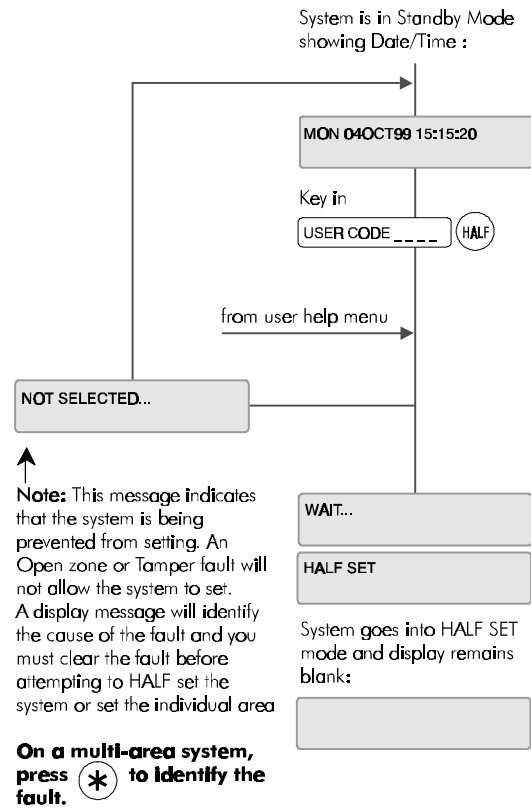 System is in Standby Mode
showing Date/Time :
MON 04OCT99 15:15:20
Key in
USER CODE _ _ _ _ HALF
from user help menu
NOT SELECTED...
Note: This message indicates
that the system is being
prevented from setting. An
Open zone or Tamper fault will
not allow the system to set.
A display message will identify
the cause of the fault and you
must clear the fault before
attempting to HALF set the
system or set the individual area
On a multi-area system,
press * to identify the
fault.
WAIT...
HALF SET
System goes into HALF SET
mode and display remains
blank: